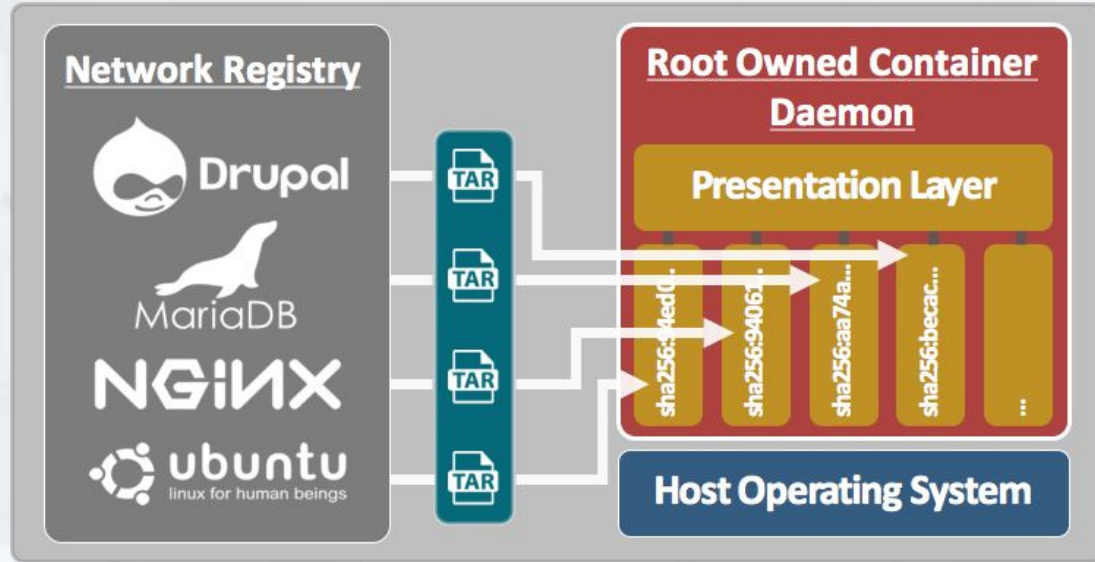 Network Registry
Drupal
MariaDB
NGiNX
ubuntu
linux for human beings
TAR
TAR
TAR
TAR
Root Owned Container
Daemon
Presentation Layer
sha256:94061...
sha256:aa74a...
sha256:becac...
...
Host Operating System